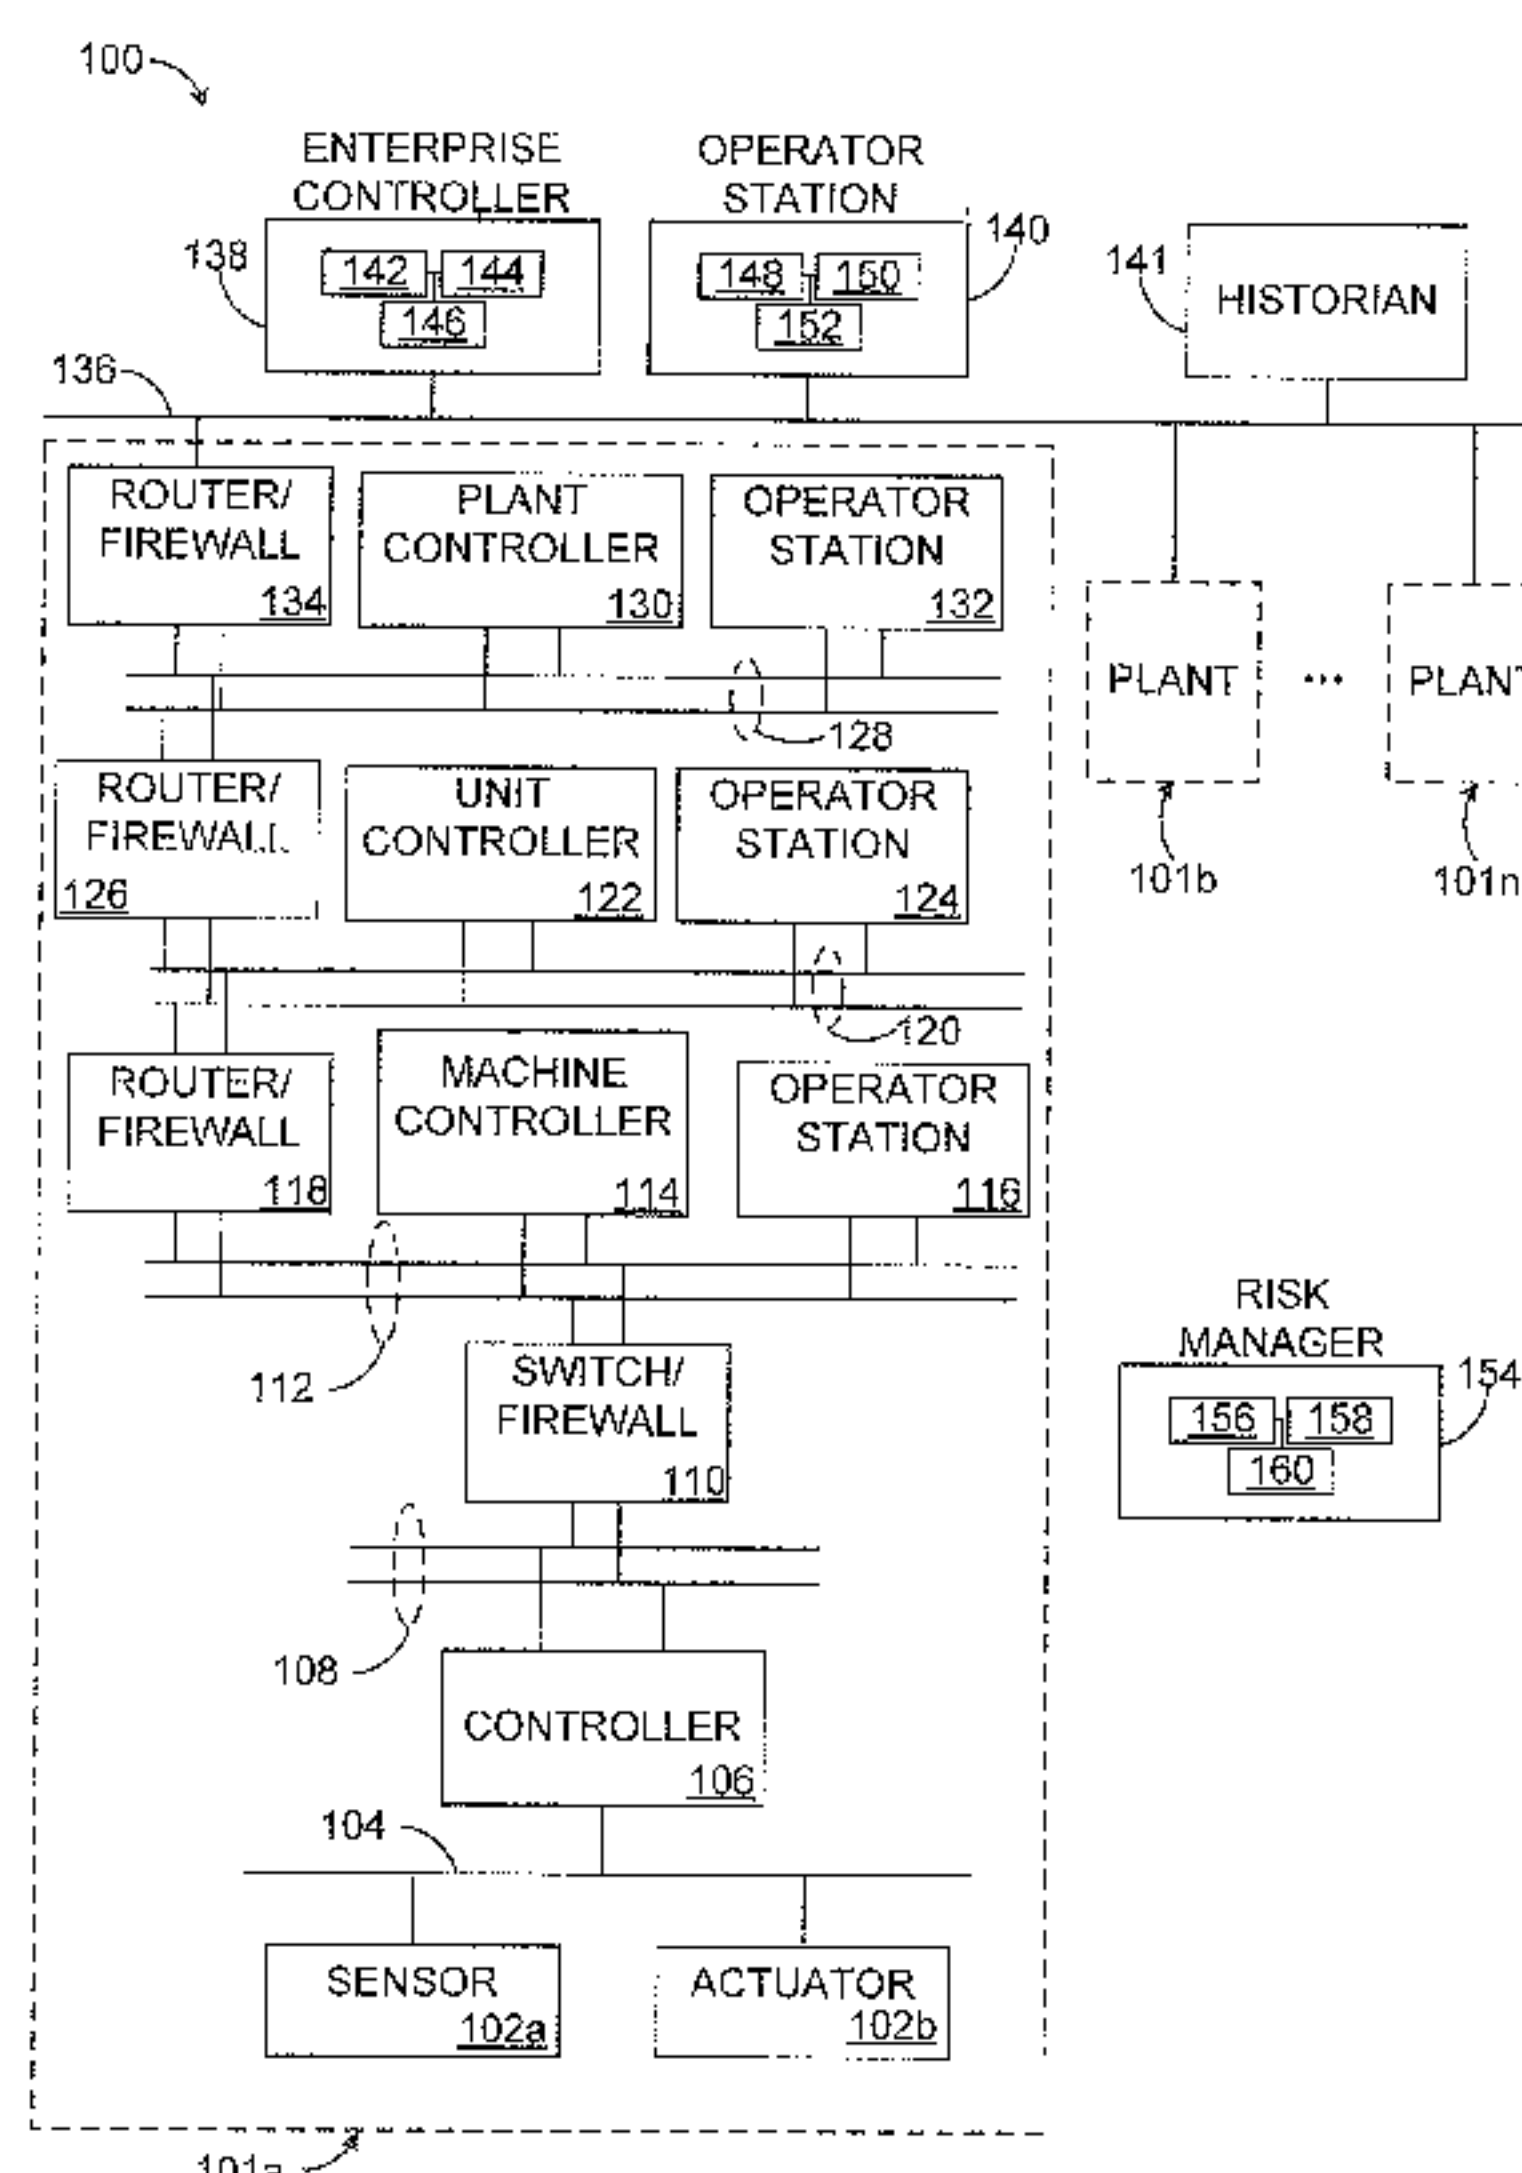 100
ENTERPRISE
CONTROLLER
OPERATOR
STATION
138
142
144
146
148
150
152
140
141
HISTORIAN
136
ROUTER/
FIREWALL
134
PLANT
CONTROLLER
130
OPERATOR
STATION
132
128
PLANT
...
PLANT
101b
101n
ROUTER/
FIREWALL
126
UNIT
CONTROLLER
122
OPERATOR
STATION
124
120
ROUTER/
FIREWALL
118
MACHINE
CONTROLLER
114
OPERATOR
STATION
116
112
SWITCH/
FIREWALL
110
RISK
MANAGER
154
156
158
160
108
CONTROLLER
106
104
SENSOR
102a
ACTUATOR
102b
101a